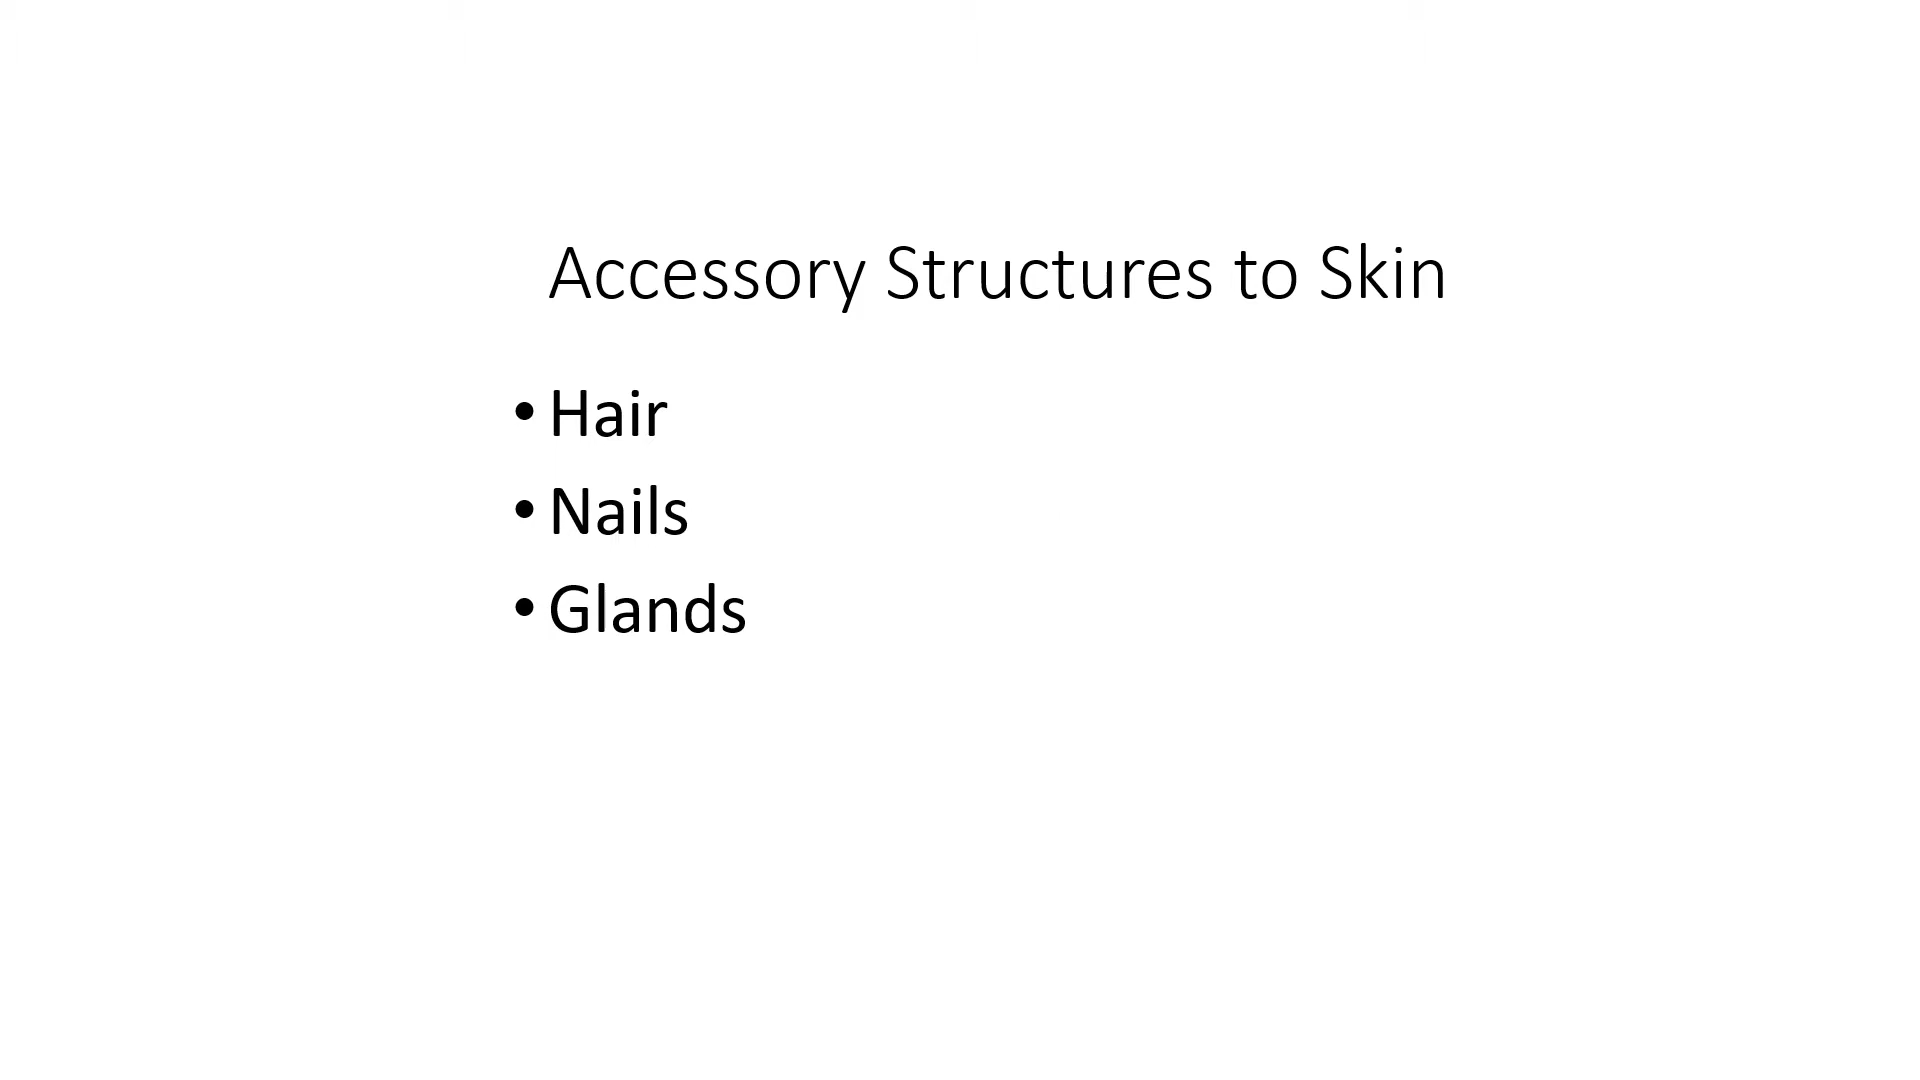 Accessory Structures to Skin
• Hair
• Nails
• Glands